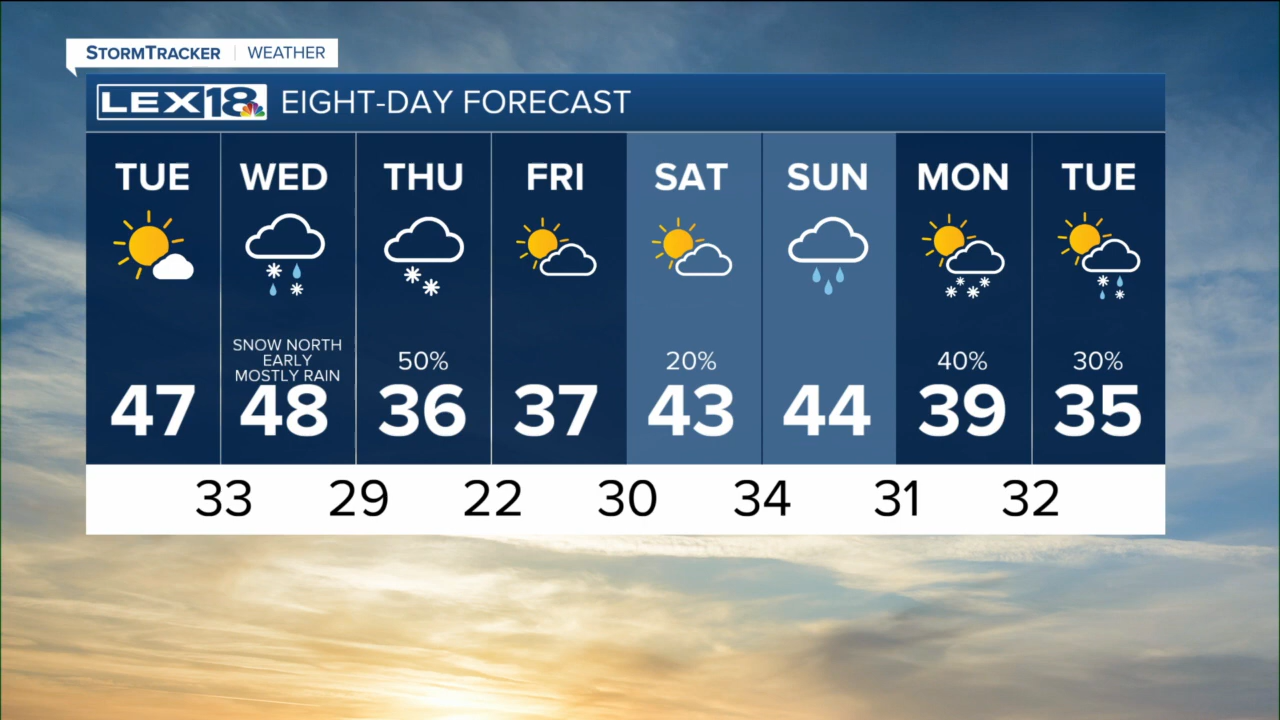 STORMTRACKER | WEATHER
LEX18 EIGHT-DAY FORECAST
TUE WED THU FRI SAT SUN MON TUE
SNOW NORTH
EARLY
MOSTLY RAIN
50% 20% 40% 30%
47 48 36 37 43 44 39 35
33 29 22 30 34 31 32